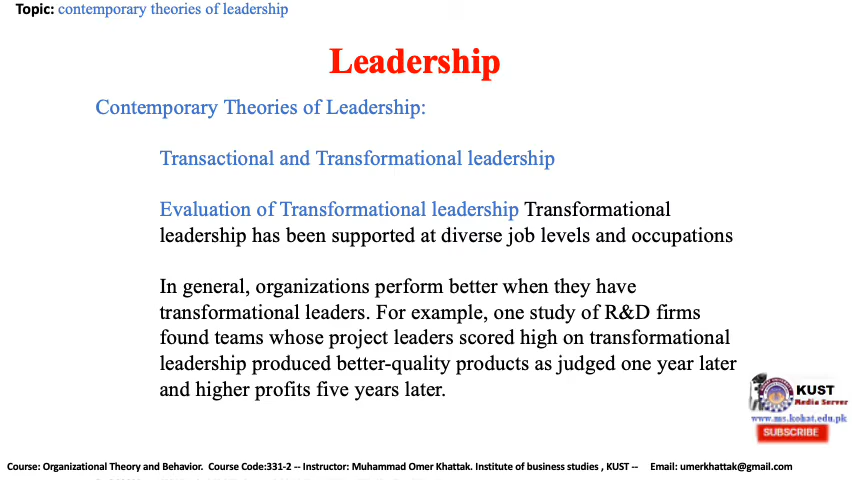 Topic: contemporary theories of leadership
Leadership
Contemporary Theories of Leadership:
Transactional and Transformational leadership
Evaluation of Transformational leadership Transformational
leadership has been supported at diverse job levels and occupations
In general, organizations perform better when they have
transformational leaders. For example, one study of R&D firms
found teams whose project leaders scored high on transformational
leadership produced better-quality products as judged one year later
and higher profits five years later.
KUST
Media Server
www.ms.kohat.edu.pk
SUBSCRIBE
Course: Organizational Theory and Behavior. Course Code:331-2 -- Instructor: Muhammad Omer Khattak. Institute of business studies , KUST -- Email: umerkhattak@gmail.com